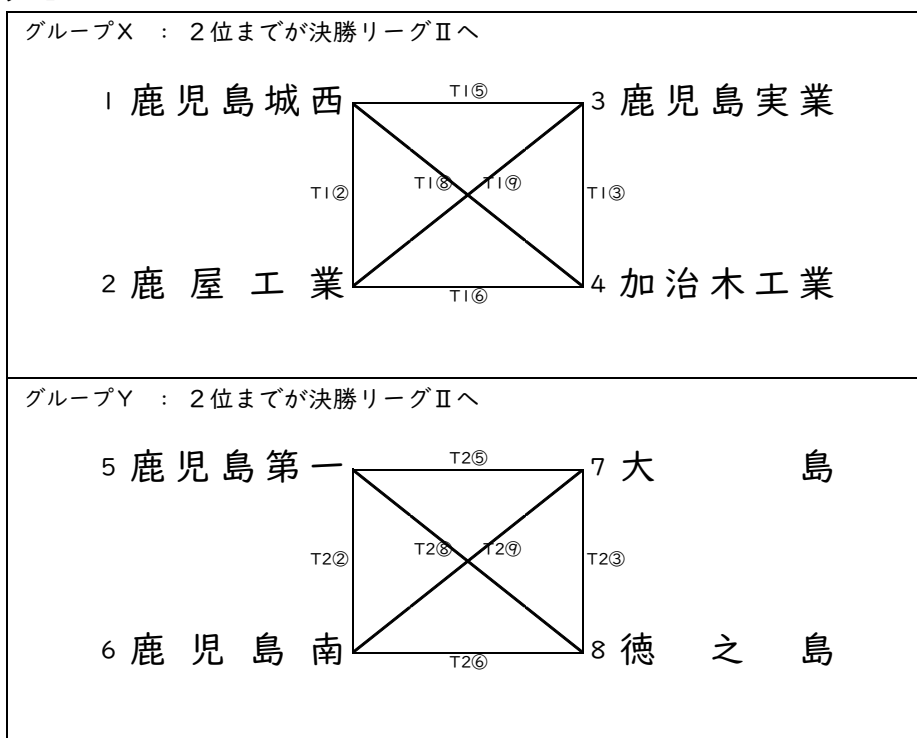 グループX : 2位までが決勝リーグⅡへ
1 鹿児島城西 T1⑤ 3 鹿児島実業
T1② T1⑧ T1⑨ T1③
2 鹿屋工業 T1⑥ 4 加治木工業
グループY : 2位までが決勝リーグⅡへ
5 鹿児島第一 T2⑤ 7 大島
T2② T2⑧ T2⑨ T2③
6 鹿児島南 T2⑥ 8 徳之島